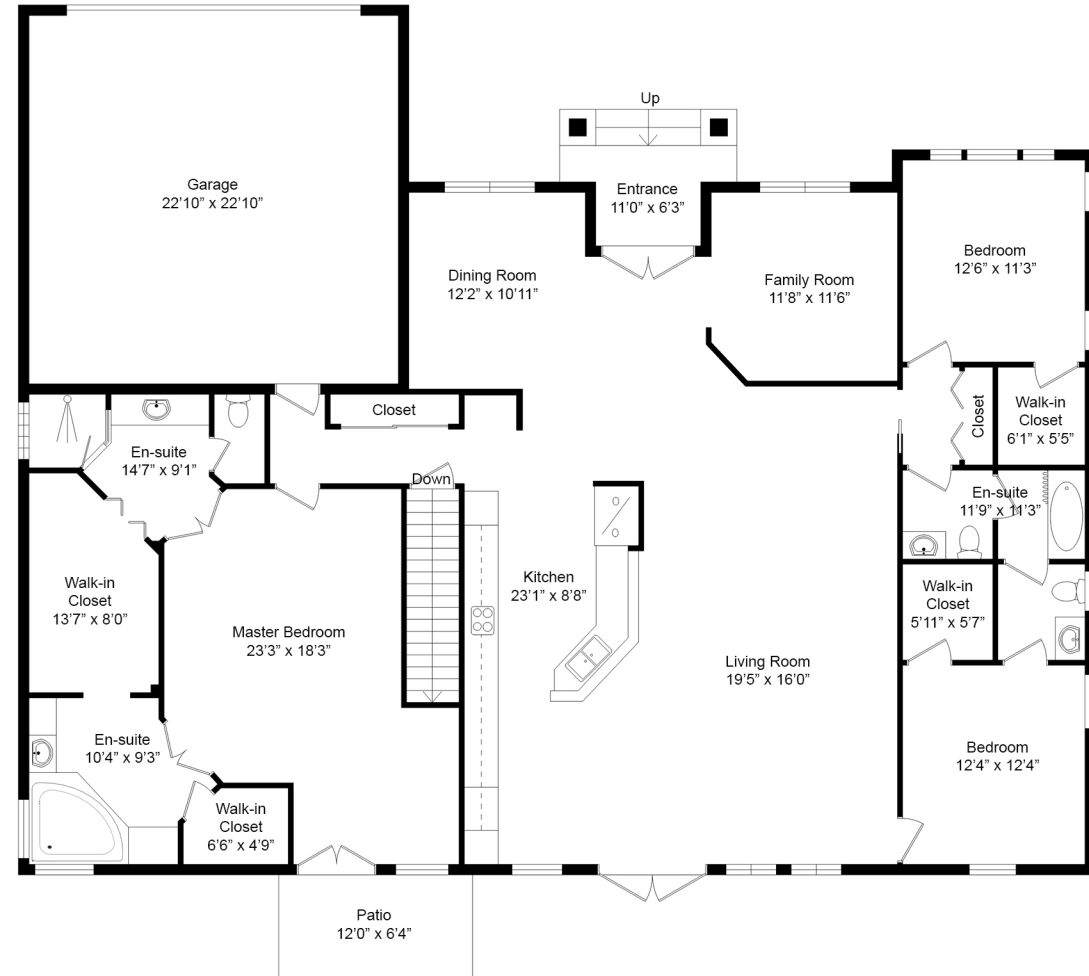 Up
Garage
22’10” x 22’10”
Entrance
11’0” x 6’3”
Bedroom
12’6” x 11’3”
Dining Room
12’2” x 10’11”
Family Room
11’8” x 11’6”
Closet
Closet
Walk-in
Closet
6’1” x 5’5”
En-suite
14’7” x 9’1”
Down
En-suite
11’9” x 11’3”
Walk-in
Closet
13’7” x 8’0”
Kitchen
23’1” x 8’8”
Walk-in
Closet
5’11” x 5’7”
Master Bedroom
23’3” x 18’3”
Living Room
19’5” x 16’0”
En-suite
10’4” x 9’3”
Bedroom
12’4” x 12’4”
Walk-in
Closet
6’6” x 4’9”
Patio
12’0” x 6’4”